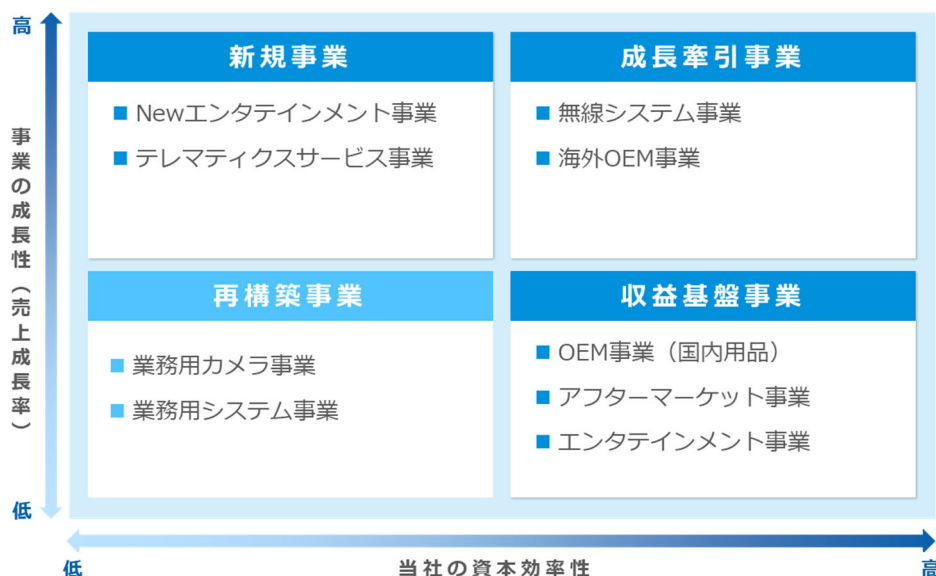 高
新規事業
Newエンタテインメント事業
テレマティクスサービス事業
成長牽引事業
無線システム事業
海外OEM事業
事業の成長性（売上成長率）
再構築事業
業務用カメラ事業
業務用システム事業
収益基盤事業
OEM事業（国内用品）
アフターマーケット事業
エンタテインメント事業
低
低
当社の資本効率性
高